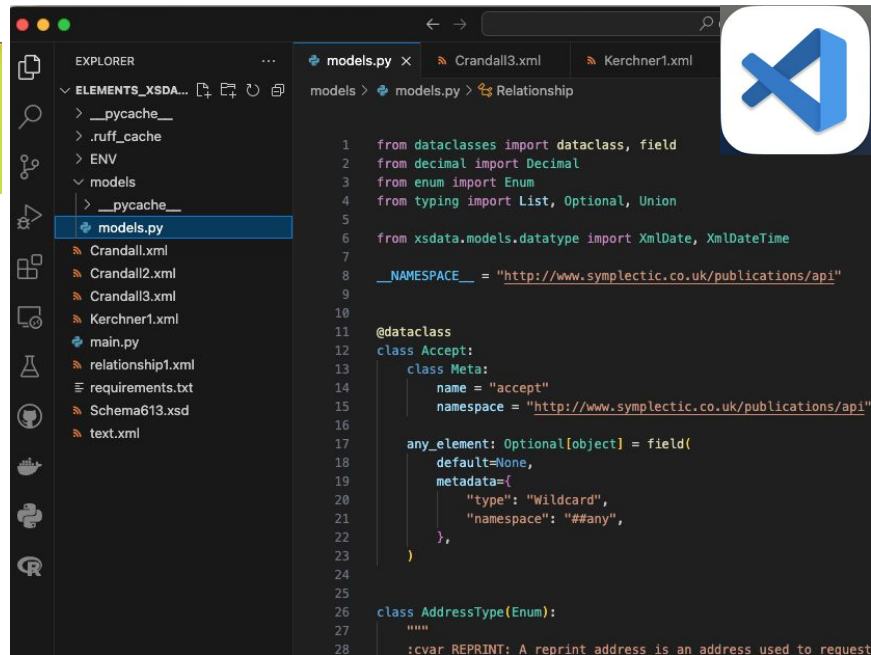 EXPLORER
ELEMENTS_XSDA...
__pycache__
.ruff_cache
ENV
models
__pycache__
models.py
Crandall.xml
Crandall2.xml
Crandall3.xml
Kerchner1.xml
main.py
relationship1.xml
requirements.txt
Schema613.xsd
text.xml
models.py Crandall3.xml Kerchner1.xml
models > models.py > Relationship
1 from dataclasses import dataclass, field
2 from decimal import Decimal
3 from enum import Enum
4 from typing import List, Optional, Union
5
6 from xsdata.models.datatype import XmlDate, XmlDateTime
7
8 __NAMESPACE__ = "http://www.symplectic.co.uk/publications/api"
9
10
11 @dataclass
12 class Accept:
13 class Meta:
14 name = "accept"
15 namespace = "http://www.symplectic.co.uk/publications/api"
16
17 any_element: Optional[object] = field(
18 default=None,
19 metadata={
20 "type": "Wildcard",
21 "namespace": "##any",
22 },
23 )
24
25
26 class AddressType(Enum):
27 """
28 :cvar REPRINT: A reprint address is an address used to request